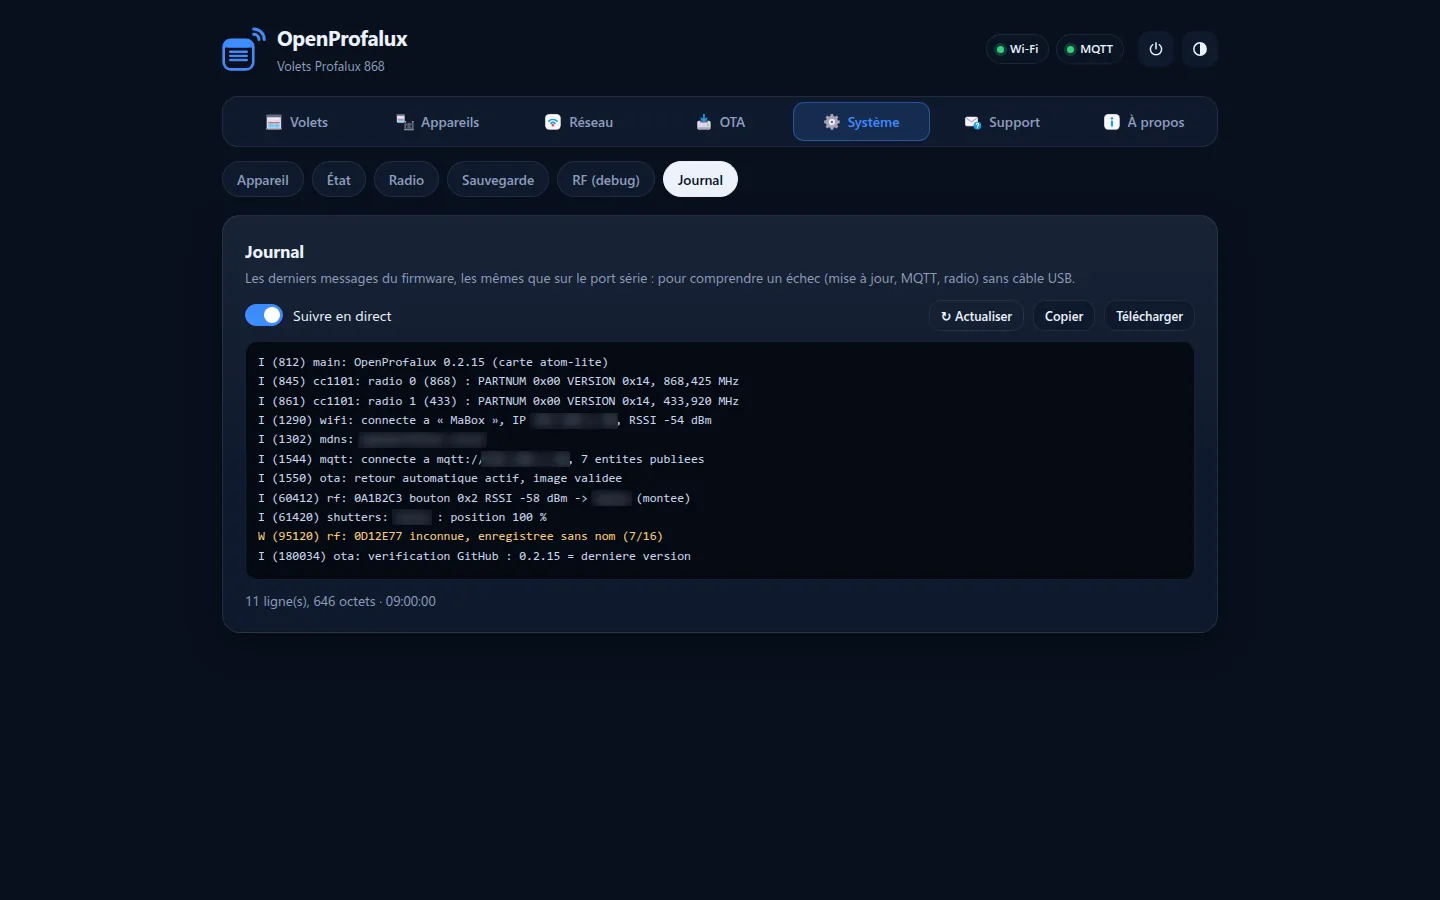 OpenProfalux
Volets Profalux 868
Wi-Fi
MQTT
Volets
Appareils
Réseau
OTA
Système
Support
À propos
Appareil
État
Radio
Sauvegarde
RF (debug)
Journal
Journal
Les derniers messages du firmware, les mêmes que sur le port série : pour comprendre un échec (mise à jour, MQTT, radio) sans câble USB.
Suivre en direct
↻ Actualiser
Copier
Télécharger
I (812) main: OpenProfalux 0.2.15 (carte atom-lite)
I (845) cc1101: radio 0 (868) : PARTNUM 0x00 VERSION 0x14, 868,425 MHz
I (861) cc1101: radio 1 (433) : PARTNUM 0x00 VERSION 0x14, 433,920 MHz
I (1290) wifi: connecte a « MaBox », IP , RSSI -54 dBm
I (1302) mdns:
I (1544) mqtt: connecte a mqtt:// , 7 entites publiees
I (1550) ota: retour automatique actif, image validee
I (60412) rf: 0A1B2C3 bouton 0x2 RSSI -58 dBm -> (montee)
I (61420) shutters: : position 100 %
W (95120) rf: 0D12E77 inconnue, enregistree sans nom (7/16)
I (180034) ota: verification GitHub : 0.2.15 = derniere version
11 ligne(s), 646 octets · 09:00:00